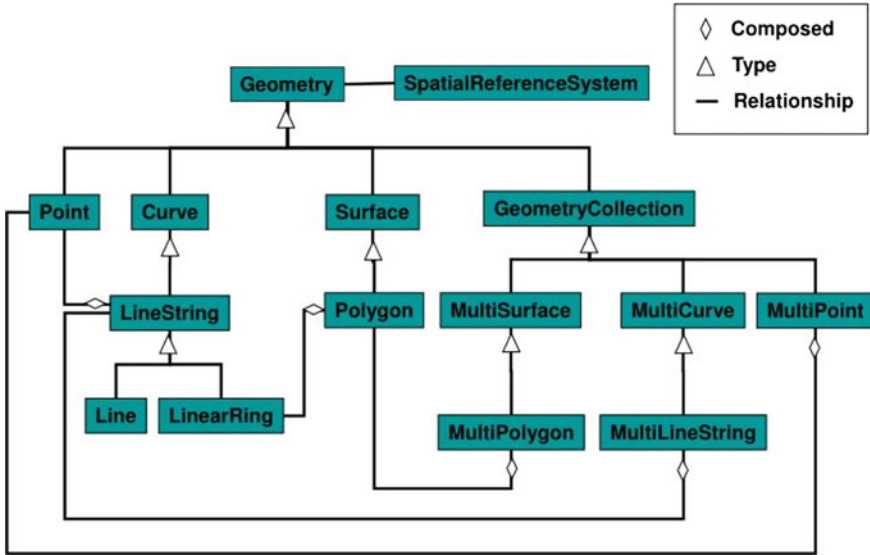 Composed
Type
Relationship
Geometry
SpatialReferenceSystem
Point
Curve
Surface
GeometryCollection
LineString
Polygon
MultiSurface
MultiCurve
MultiPoint
Line
LinearRing
MultiPolygon
MultiLineString